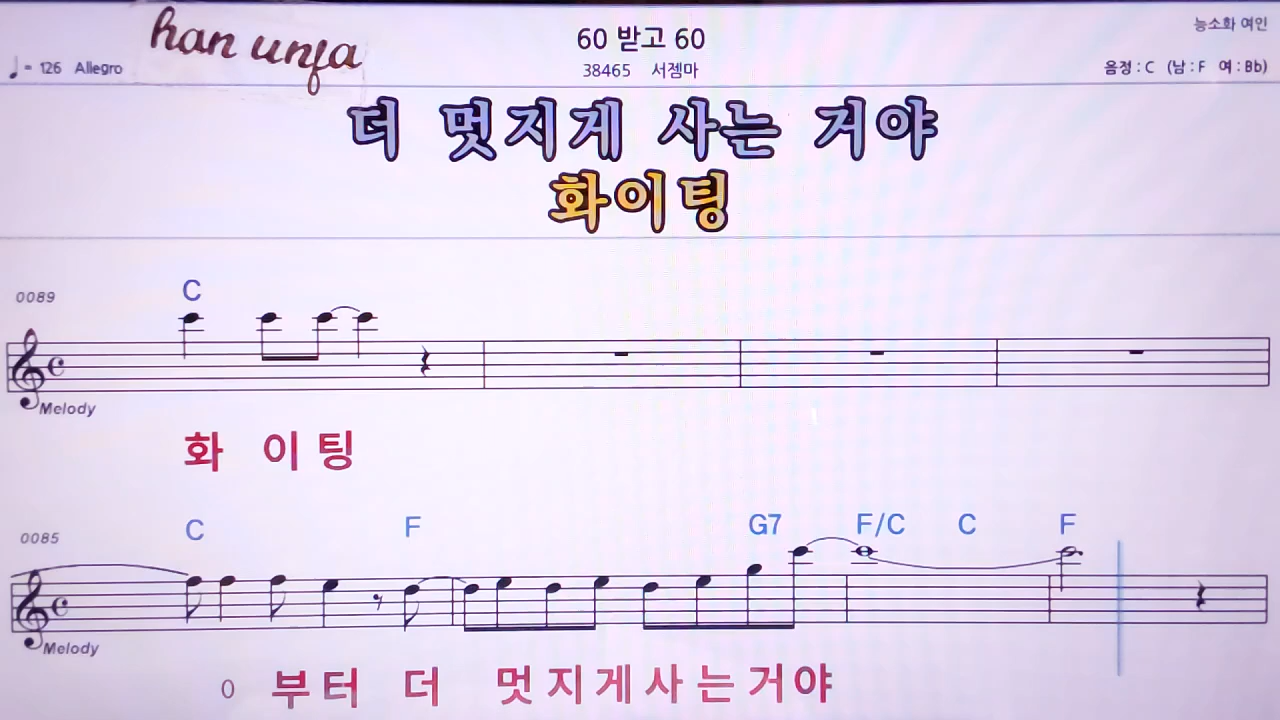 han unfa
60 받고 60
능소화 여인
♩= 126 Allegro
38465 서젬마
음정 : C (남 : F 여 : Bb)
더 멋지게 사는 거야
화이팅
0089
C
Melody
화 이 팅
0085
C F G7 F/C C F
Melody
0 부터 더 멋지게사는거야